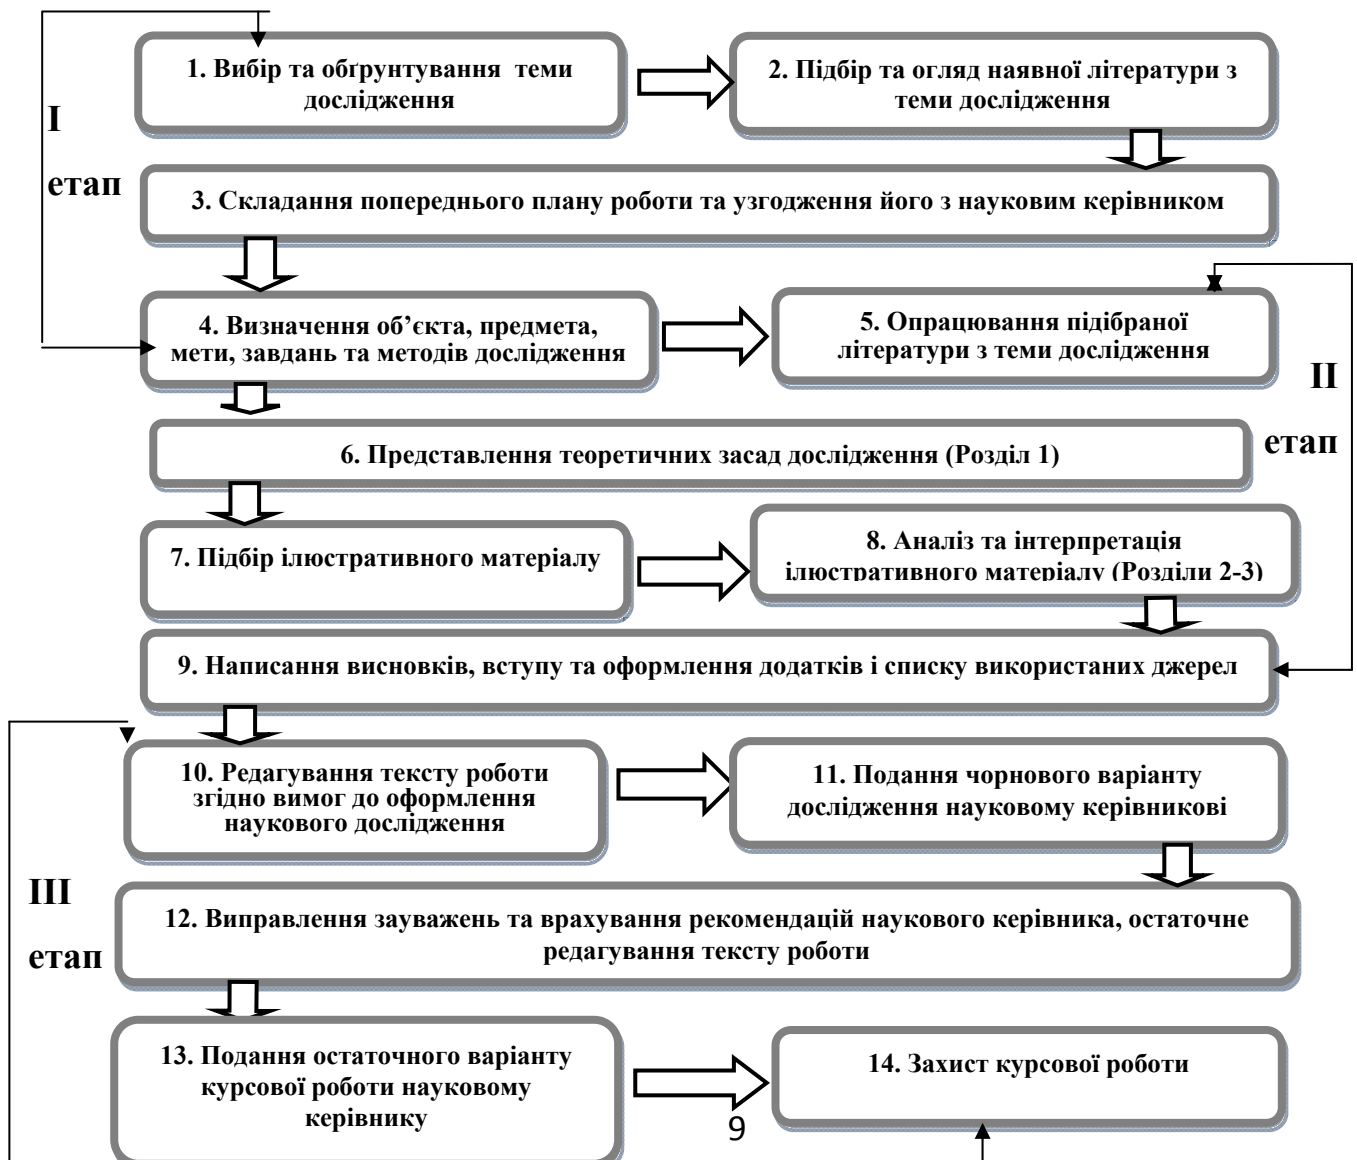 1. Вибір та обґрунтування теми
дослідження
2. Підбір та огляд наявної літератури з
теми дослідження
І
етап
3. Складання попереднього плану роботи та узгодження його з науковим керівником
4. Визначення об’єкта, предмета,
мети, завдань та методів дослідження
5. Опрацювання підібраної
літератури з теми дослідження
ІІ
етап
6. Представлення теоретичних засад дослідження (Розділ 1)
7. Підбір ілюстративного матеріалу
8. Аналіз та інтерпретація
ілюстративного матеріалу (Розділи 2-3)
9. Написання висновків, вступу та оформлення додатків і списку використаних джерел
10. Редагування тексту роботи
згідно вимог до оформлення
наукового дослідження
11. Подання чорнового варіанту
дослідження науковому керівникові
ІІІ
етап
12. Виправлення зауважень та врахування рекомендацій наукового керівника, остаточне
редагування тексту роботи
13. Подання остаточного варіанту
курсової роботи науковому
керівнику
14. Захист курсової роботи
9